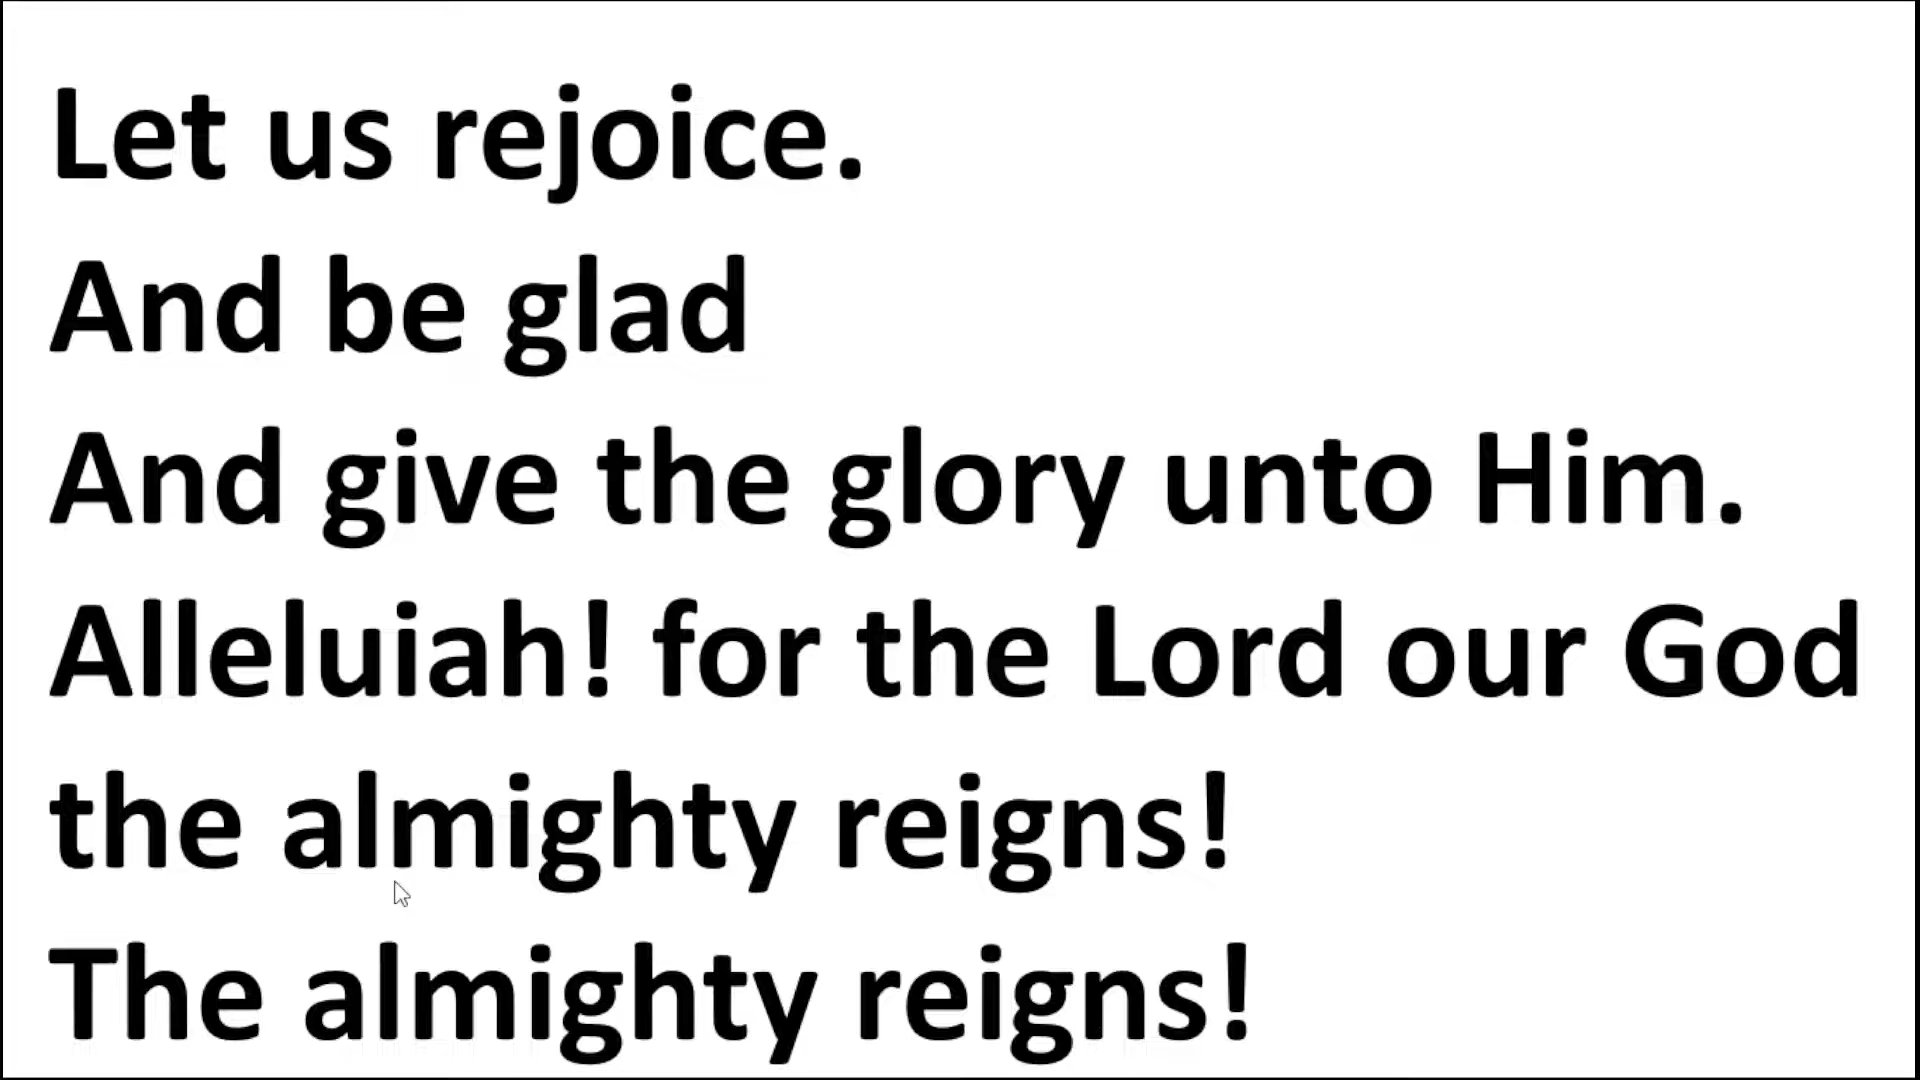 Let us rejoice.
And be glad
And give the glory unto Him.
Alleluiah! for the Lord our God
the almighty reigns!
The almighty reigns!